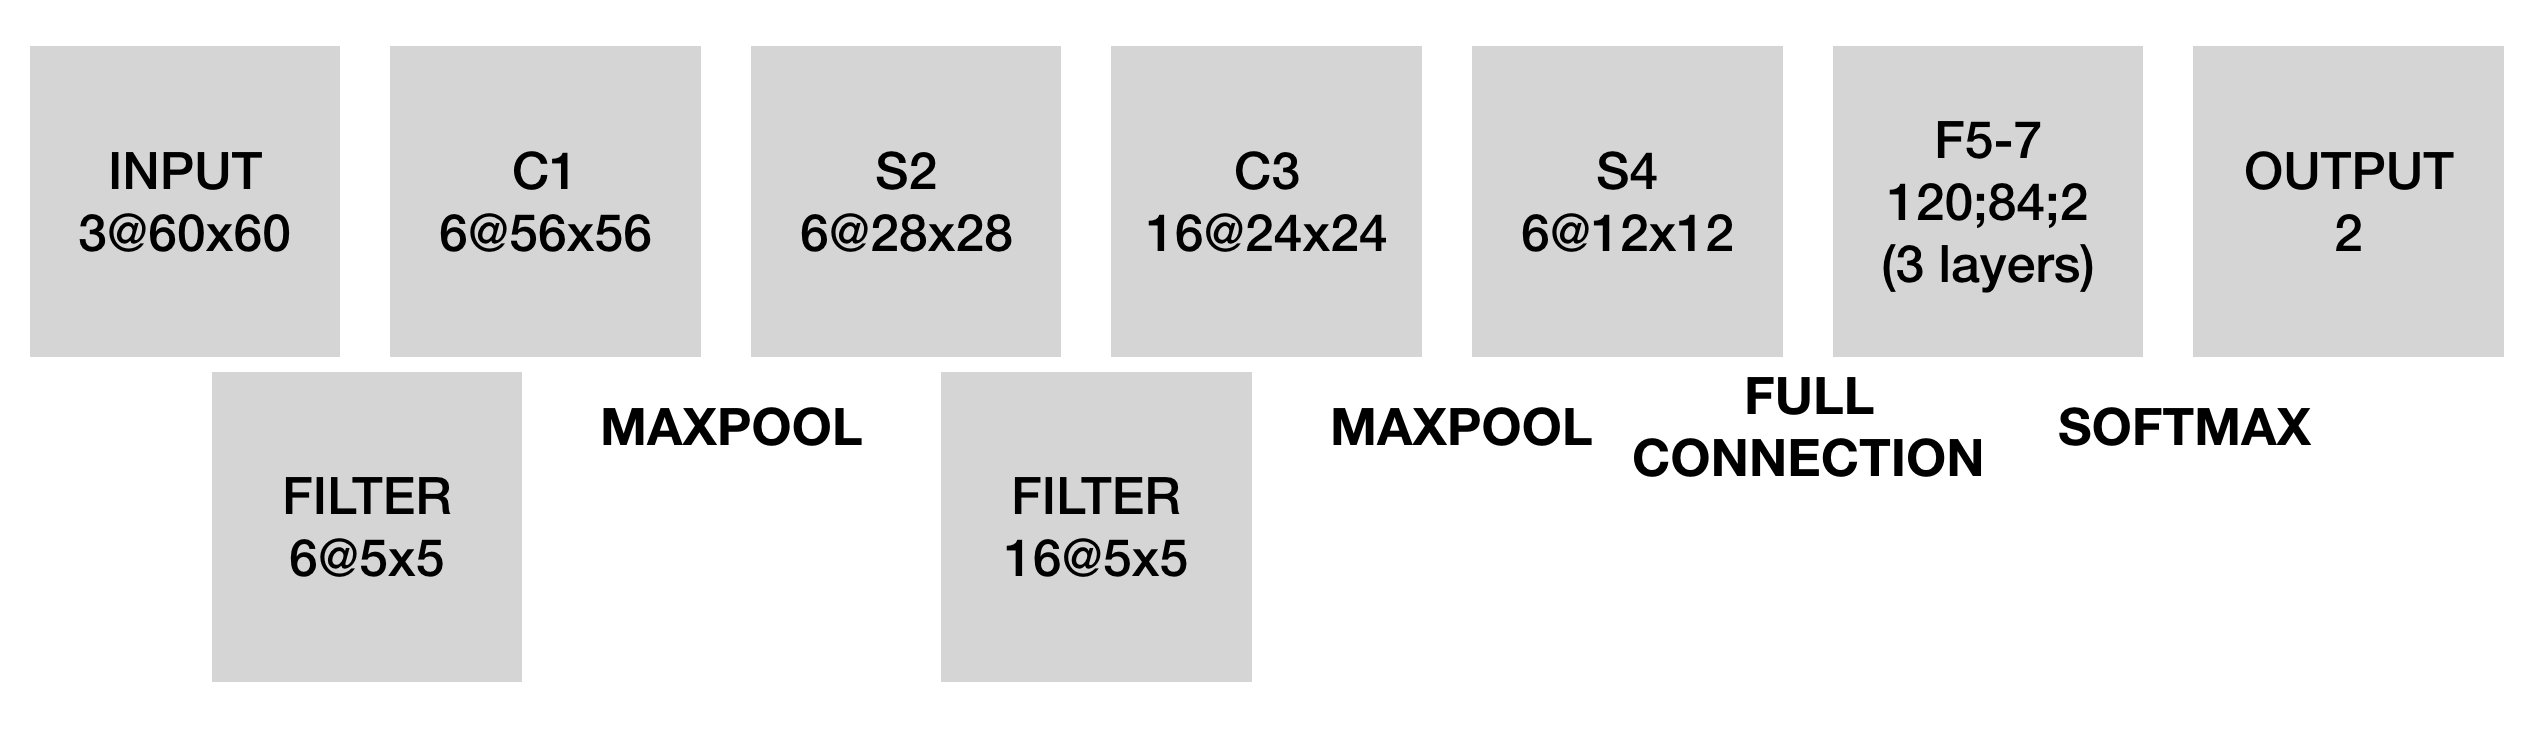 INPUT
3@60x60
C1
6@56x56
S2
6@28x28
C3
16@24x24
S4
6@12x12
F5-7
120;84;2
(3 layers)
OUTPUT
2
FILTER
6@5x5
MAXPOOL
FILTER
16@5x5
MAXPOOL
FULL
CONNECTION
SOFTMAX